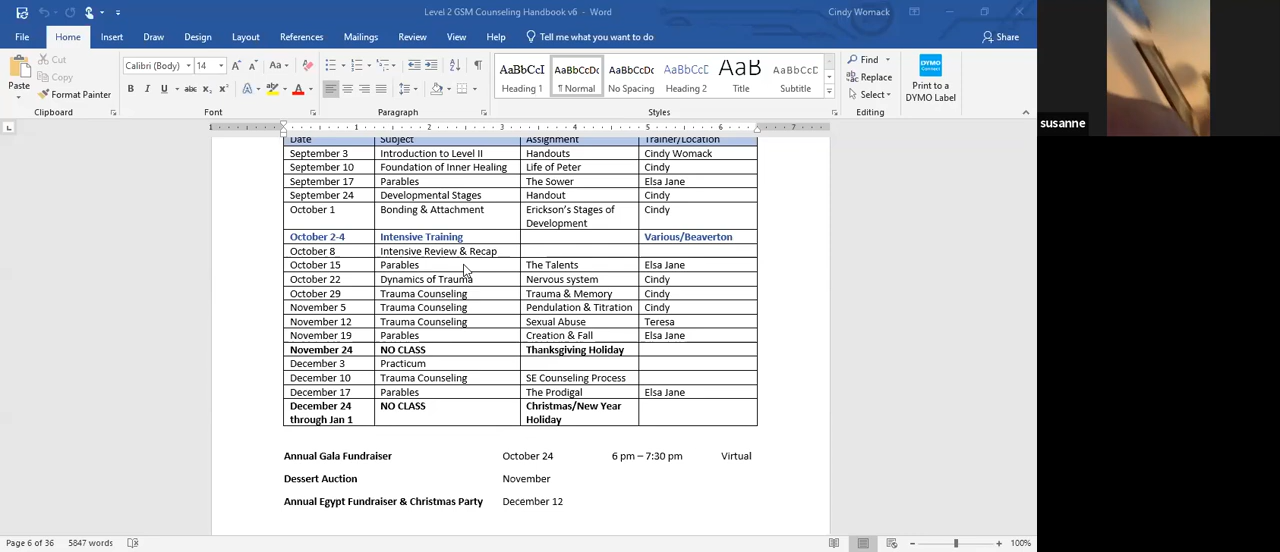 Level 2 GSM Counseling Handbook v6 - Word
Cindy Womack
File Home Insert Draw Design Layout References Mailings Review View Help Tell me what you want to do Share
Paste
Cut
Copy
Format Painter
Calibri (Body) 14
B I U
AaBbCcI AaBbCcDc AaBbCcDc AaBbCcD AaB AaBbCcD
Heading 1 ¶ Normal No Spacing Heading 2 Title Subtitle
Find
Replace
Select
DYMO
Print to a
DYMO Label
Clipboard Font Paragraph Styles Editing DYMO Label
susanne
1 1 2 3 4 5 6 7
Date Subject Assignment Trainer/Location
September 3 Introduction to Level II Handouts Cindy Womack
September 10 Foundation of Inner Healing Life of Peter Cindy
September 17 Parables The Sower Elsa Jane
September 24 Developmental Stages Handout Cindy
October 1 Bonding & Attachment Erickson's Stages of Development Cindy
October 2-4 Intensive Training Various/Beaverton
October 8 Intensive Review & Recap
October 15 Parables The Talents Elsa Jane
October 22 Dynamics of Trauma Nervous system Cindy
October 29 Trauma Counseling Trauma & Memory Cindy
November 5 Trauma Counseling Pendulation & Titration Cindy
November 12 Trauma Counseling Sexual Abuse Teresa
November 19 Parables Creation & Fall Elsa Jane
November 24 NO CLASS Thanksgiving Holiday
December 3 Practicum
December 10 Trauma Counseling SE Counseling Process
December 17 Parables The Prodigal Elsa Jane
December 24 through Jan 1 NO CLASS Christmas/New Year Holiday
Annual Gala Fundraiser October 24 6 pm – 7:30 pm Virtual
Dessert Auction November
Annual Egypt Fundraiser & Christmas Party December 12
Page 6 of 36 5847 words 100%